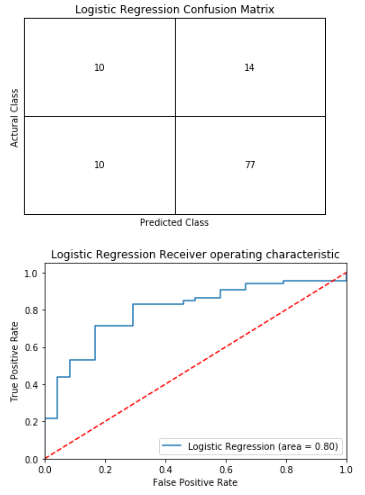 Logistic Regression Confusion Matrix
Actural Class
10 14
10 77
Predicted Class
Logistic Regression Receiver operating characteristic
True Positive Rate
1.0
0.8
0.6
0.4
0.2
0.0
Logistic Regression (area = 0.80)
0.0 0.2 0.4 0.6 0.8 1.0
False Positive Rate